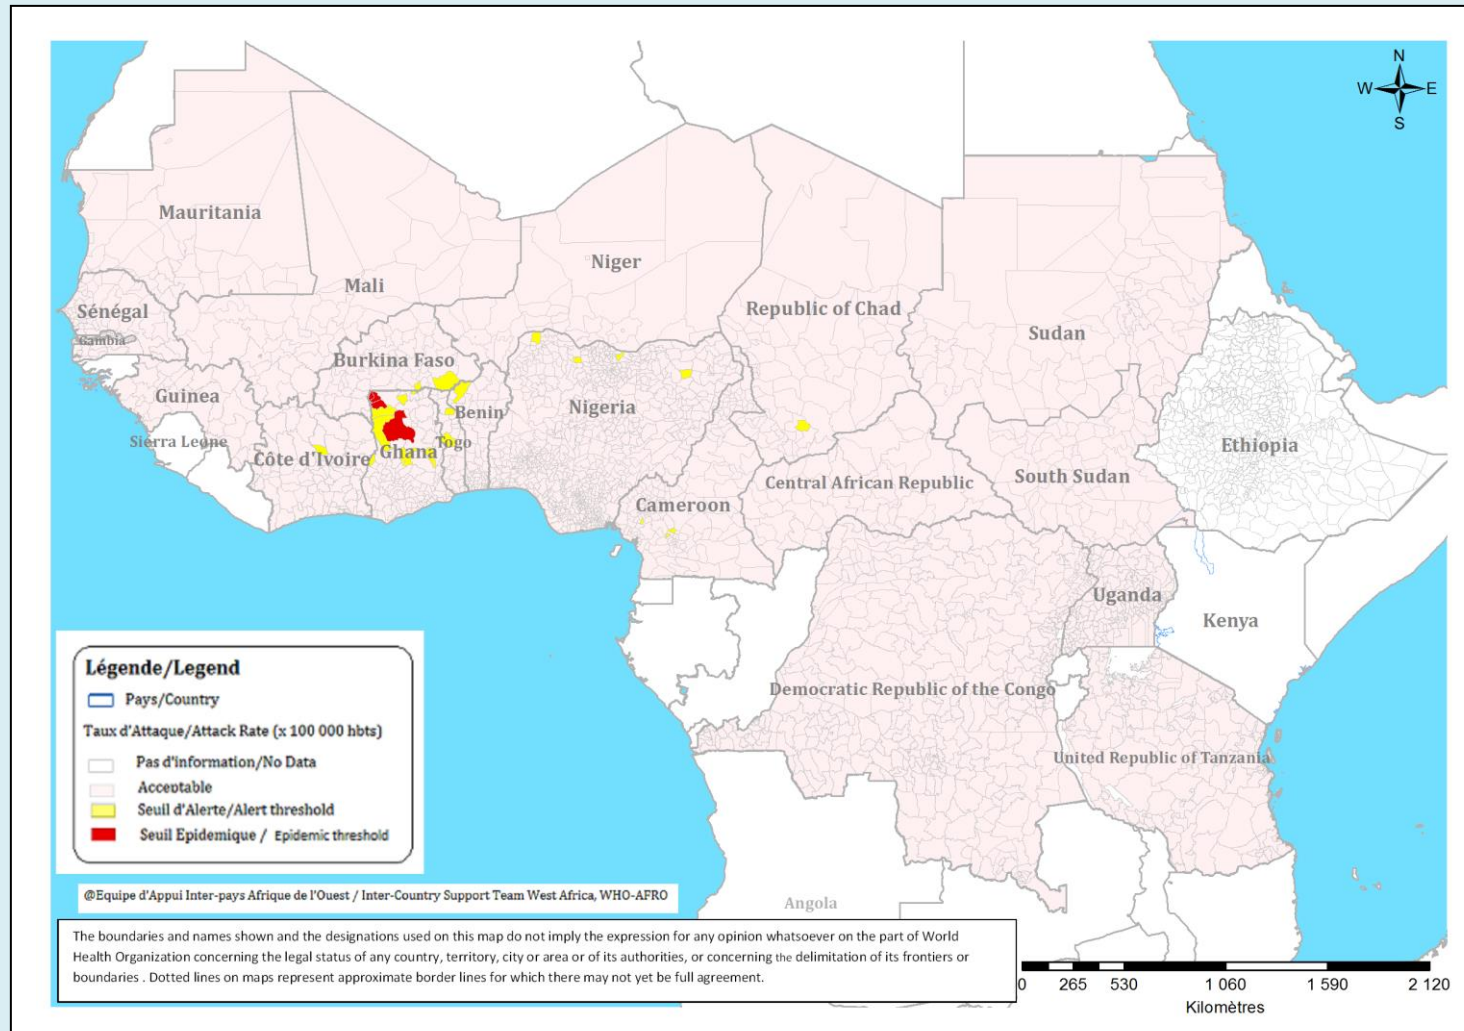 N
W E
S
Mauritania
Mali
Niger
Republic of Chad
Sudan
Sénégal
Gambia
Burkina Faso
Guinea
Benin
Nigeria
Sierra Leone
Côte d'Ivoire
Ghana
Togo
Ethiopia
Central African Republic
South Sudan
Cameroon
Uganda
Kenya
Democratic Republic of the Congo
United Republic of Tanzania
Angola
Légende/Legend
Pays/Country
Taux d'Attaque/Attack Rate (x 100 000 hbts)
Pas d'information/No Data
Acceptable
Seuil d'Alerte/Alert threshold
Seuil Epidemique / Epidemic threshold
@Equipe d'Appui Inter-pays Afrique de l'Ouest / Inter-Country Support Team West Africa, WHO-AFRO
The boundaries and names shown and the designations used on this map do not imply the expression for any opinion whatsoever on the part of World
Health Organization concerning the legal status of any country, territory, city or area or of its authorities, or concerning the delimitation of its frontiers or
boundaries . Dotted lines on maps represent approximate border lines for which there may not yet be full agreement.
0 265 530 1 060 1 590 2 120
Kilomètres